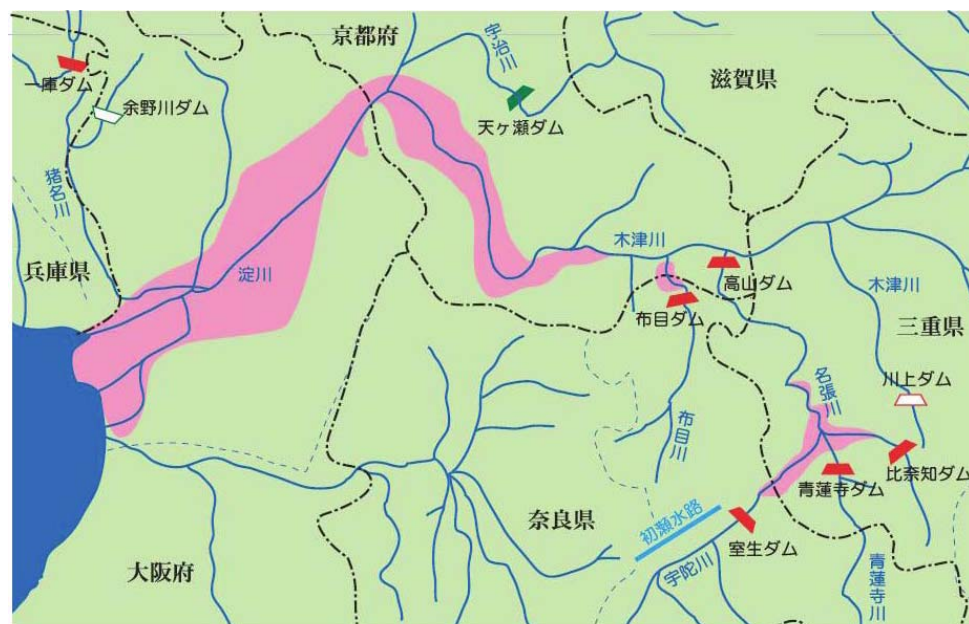 京都府
宇治川
滋賀県
一庫ダム
余野川ダム
天ヶ瀬ダム
猪名川
兵庫県
淀川
木津川
高山ダム
木津川
布目ダム
三重県
川上ダム
名張川
布目川
比奈知ダム
青蓮寺ダム
奈良県
初瀬水路
室生ダム
大阪府
宇陀川
青蓮寺川